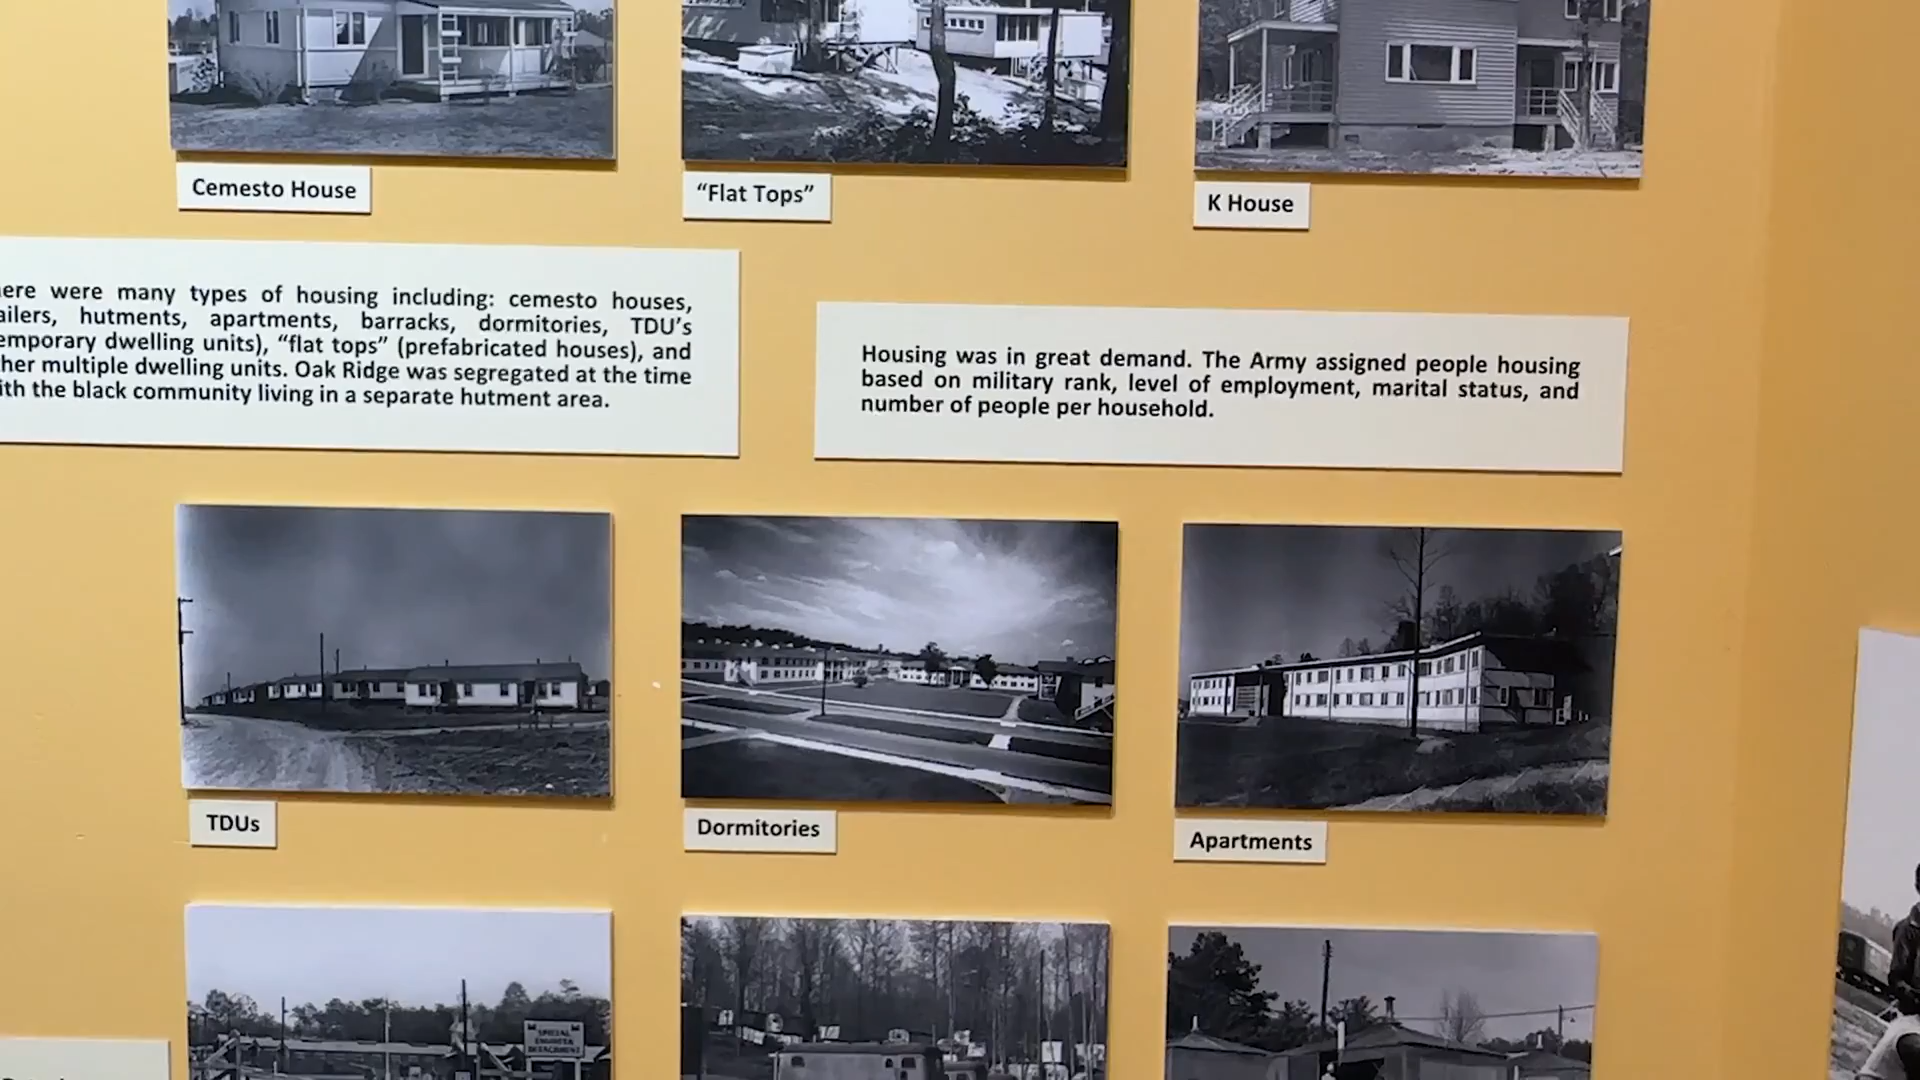 Cemesto House
“Flat Tops”
K House
ere were many types of housing including: cemesto houses,
ailers, hutments, apartments, barracks, dormitories, TDU’s
emporary dwelling units), “flat tops” (prefabricated houses), and
her multiple dwelling units. Oak Ridge was segregated at the time
ith the black community living in a separate hutment area.
Housing was in great demand. The Army assigned people housing
based on military rank, level of employment, marital status, and
number of people per household.
TDUs
Dormitories
Apartments
SPECIAL
ENGINEER
DETACHMENT